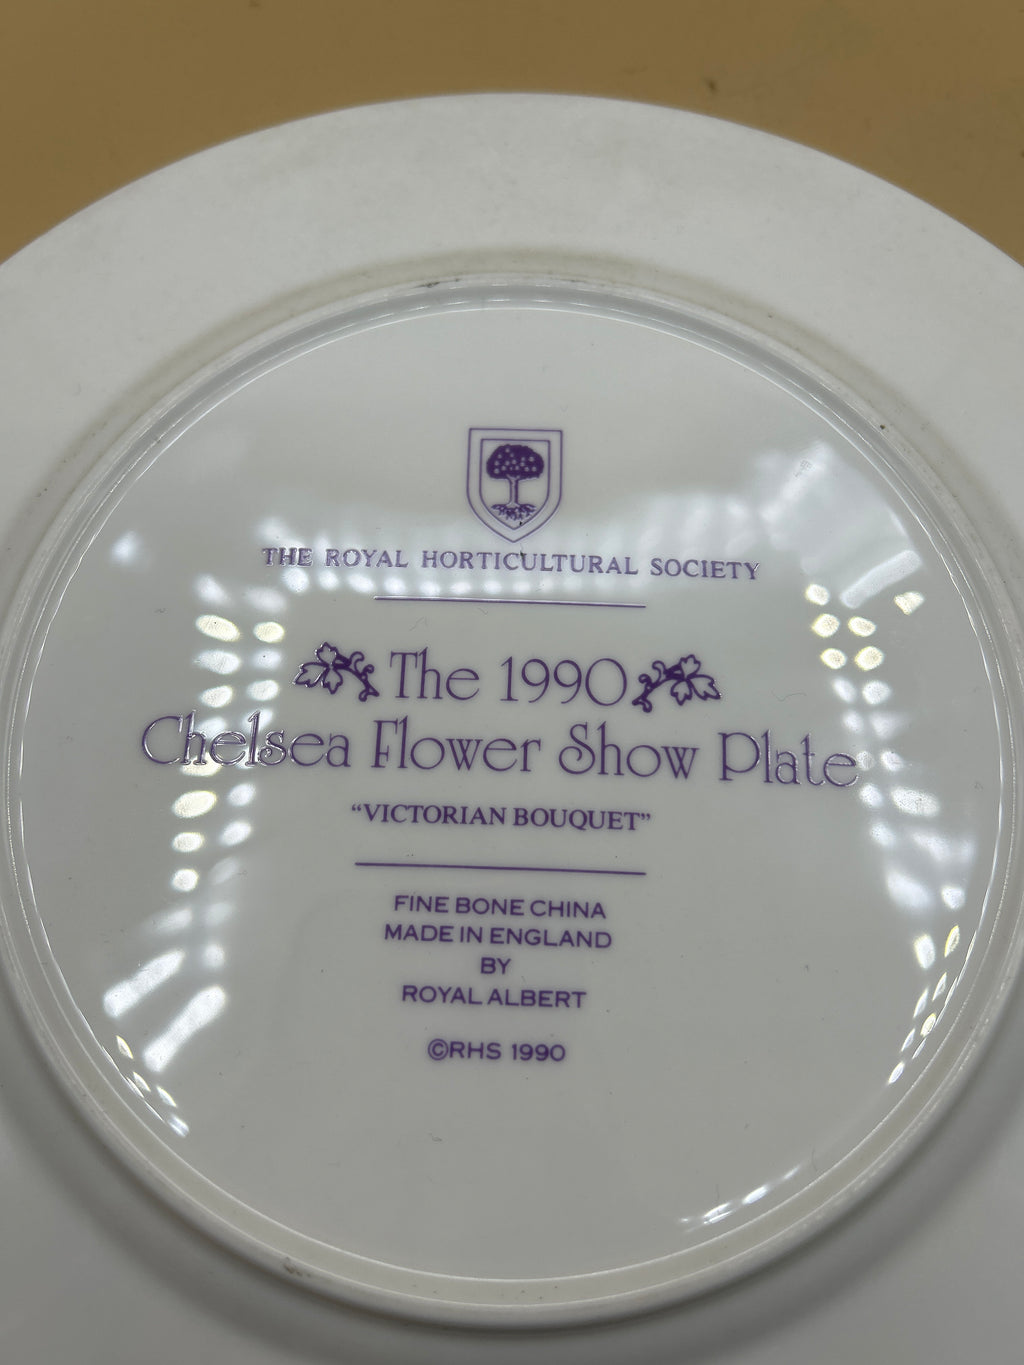 THE ROYAL HORTICULTURAL SOCIETY
The 1990
Chelsea Flower Show Plate
“VICTORIAN BOUQUET”
FINE BONE CHINA
MADE IN ENGLAND
BY
ROYAL ALBERT
©RHS 1990